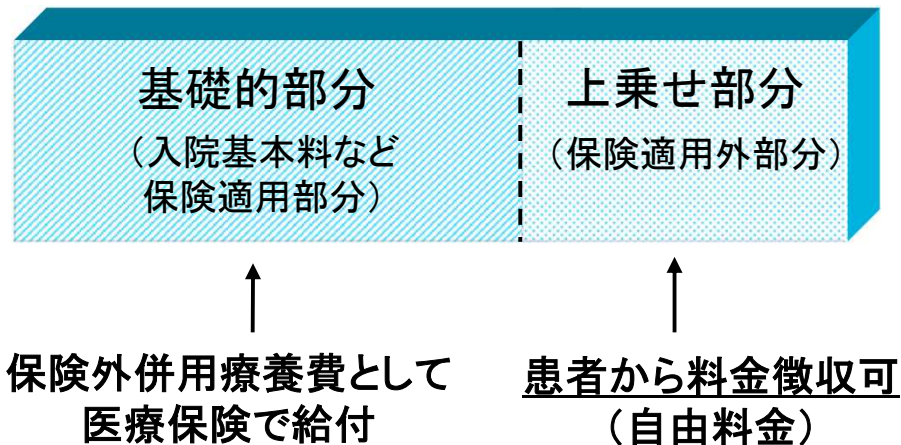 基礎的部分
（入院基本料など
保険適用部分）
上乗せ部分
（保険適用外部分）
保険外併用療養費として
医療保険で給付
患者から料金徴収可
（自由料金）